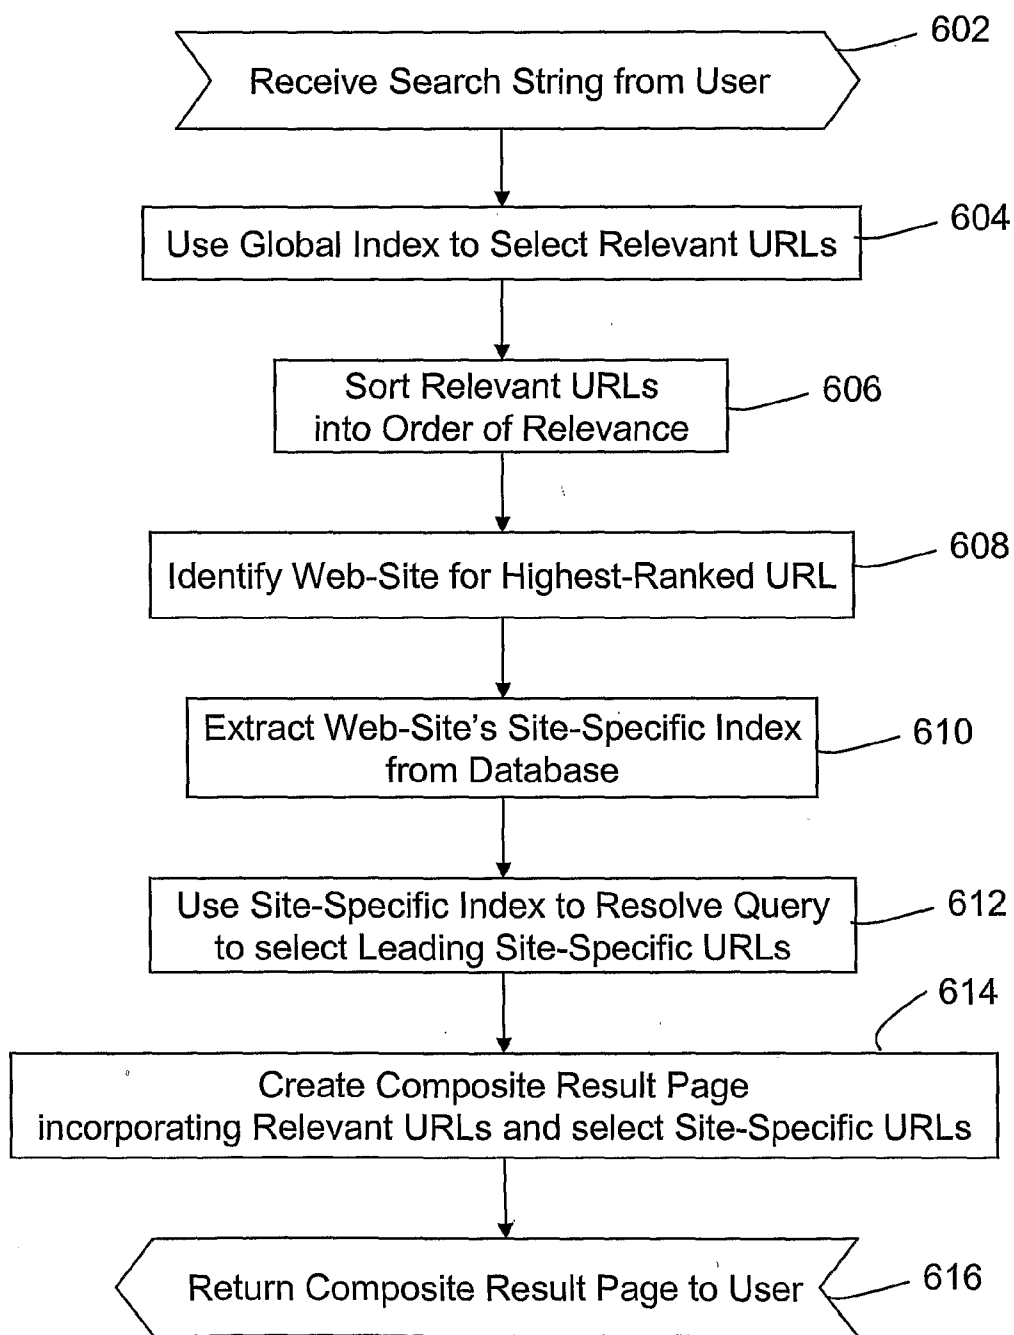 602
Receive Search String from User
604
Use Global Index to Select Relevant URLs
Sort Relevant URLs
into Order of Relevance
606
608
Identify Web-Site for Highest-Ranked URL
Extract Web-Site's Site-Specific Index
from Database
610
Use Site-Specific Index to Resolve Query
to select Leading Site-Specific URLs
612
614
Create Composite Result Page
incorporating Relevant URLs and select Site-Specific URLs
Return Composite Result Page to User
616